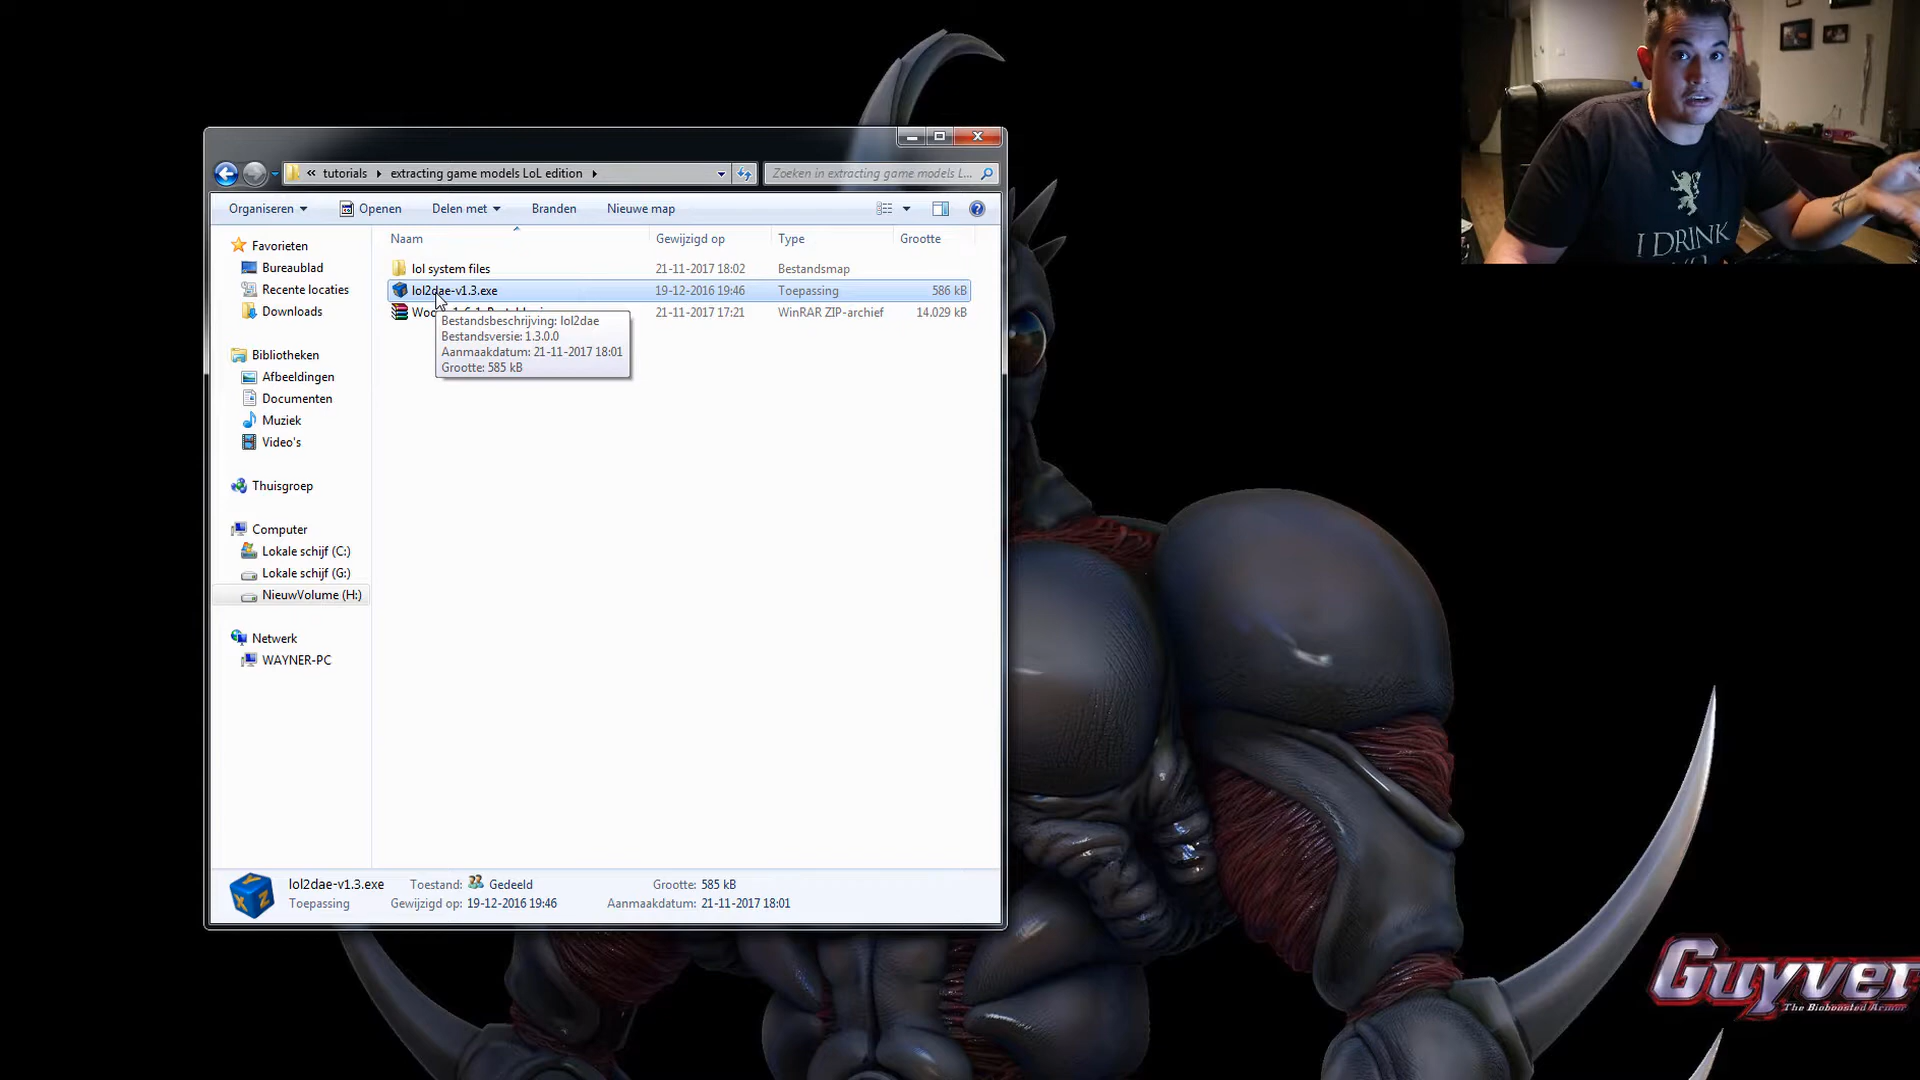 tutorials
extracting game models LoL edition
Zoeken in extracting game models L...
Organiseren
Openen
Delen met
Branden
Nieuwe map
Naam
Gewijzigd op
Type
Grootte
Favorieten
Bureaublad
Recente locaties
Downloads
Bibliotheken
Afbeeldingen
Documenten
Muziek
Video's
Thuisgroep
Computer
Lokale schijf (C:)
Lokale schijf (G:)
NieuwVolume (H:)
Netwerk
WAYNER-PC
lol system files 21-11-2017 18:02 Bestandsmap
lol2dae-v1.3.exe 19-12-2016 19:46 Toepassing 586 kB
21-11-2017 17:21 WinRAR ZIP-archief 14.029 kB
Bestandsbeschrijving: lol2dae
Bestandsversie: 1.3.0.0
Aanmaakdatum: 21-11-2017 18:01
Grootte: 585 kB
lol2dae-v1.3.exe Toestand: Gedeeld Grootte: 585 kB
Toepassing Gewijzigd op: 19-12-2016 19:46 Aanmaakdatum: 21-11-2017 18:01
I DRINK
Guyver
The Bioboosted Armor